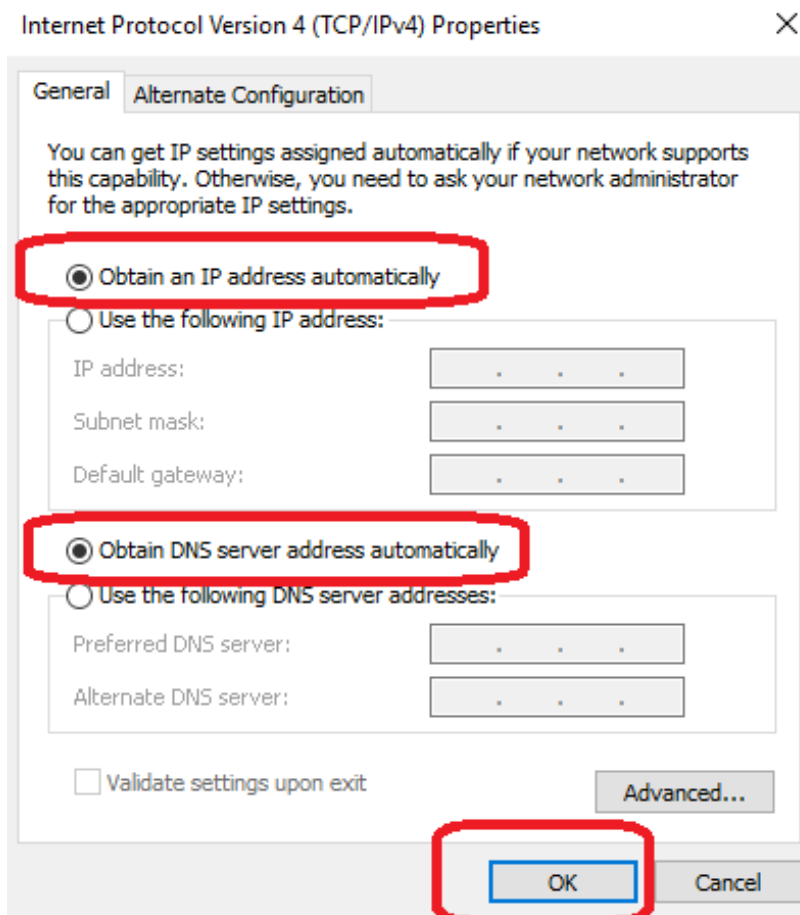 Internet Protocol Version 4 (TCP/IPv4) Properties
General
Alternate Configuration
You can get IP settings assigned automatically if your network supports
this capability. Otherwise, you need to ask your network administrator
for the appropriate IP settings.
Obtain an IP address automatically
Use the following IP address:
IP address:
Subnet mask:
Default gateway:
Obtain DNS server address automatically
Use the following DNS server addresses:
Preferred DNS server:
Alternate DNS server:
Validate settings upon exit
Advanced...
OK
Cancel